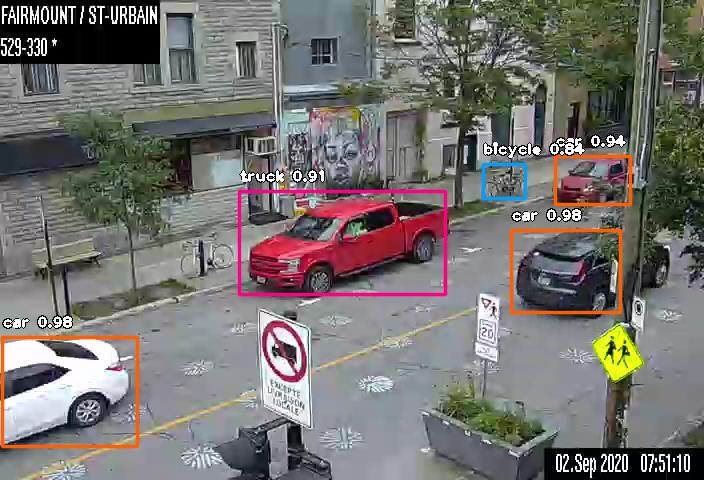 FAIRMOUNT / ST-URBAIN
529-330 *
bicycle 0.84
car 0.94
truck 0.91
car 0.98
car 0.98
20
EXCEPTÉ
LIVRAISON
LOCALE
02.Sep 2020 07:51:10